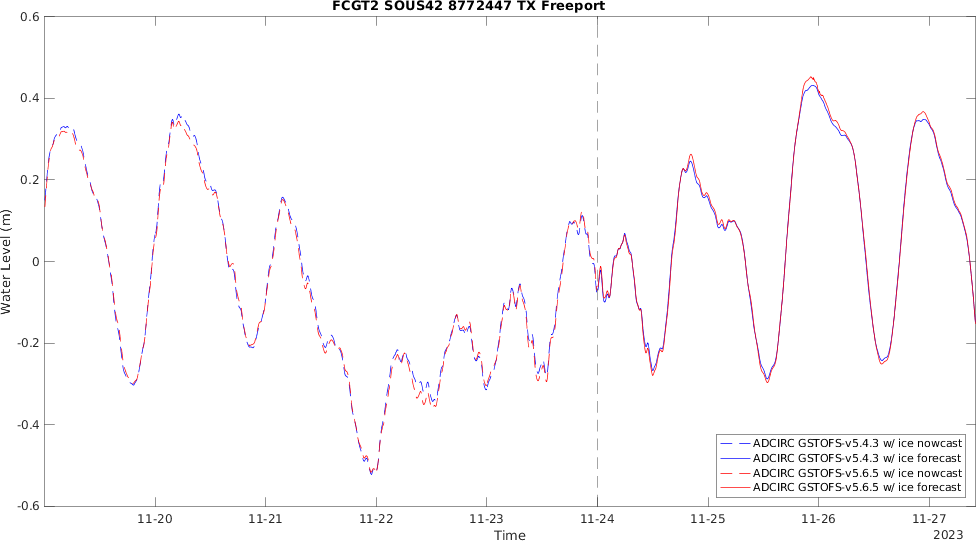 FCGT2 SOUS42 8772447 TX Freeport
0.6
0.4
0.2
0
-0.2
-0.4
-0.6
Water Level (m)
ADCIRC GSTOFS-v5.4.3 w/ ice nowcast
ADCIRC GSTOFS-v5.4.3 w/ ice forecast
ADCIRC GSTOFS-v5.6.5 w/ ice nowcast
ADCIRC GSTOFS-v5.6.5 w/ ice forecast
11-20 11-21 11-22 11-23 11-24 11-25 11-26 11-27
Time
2023